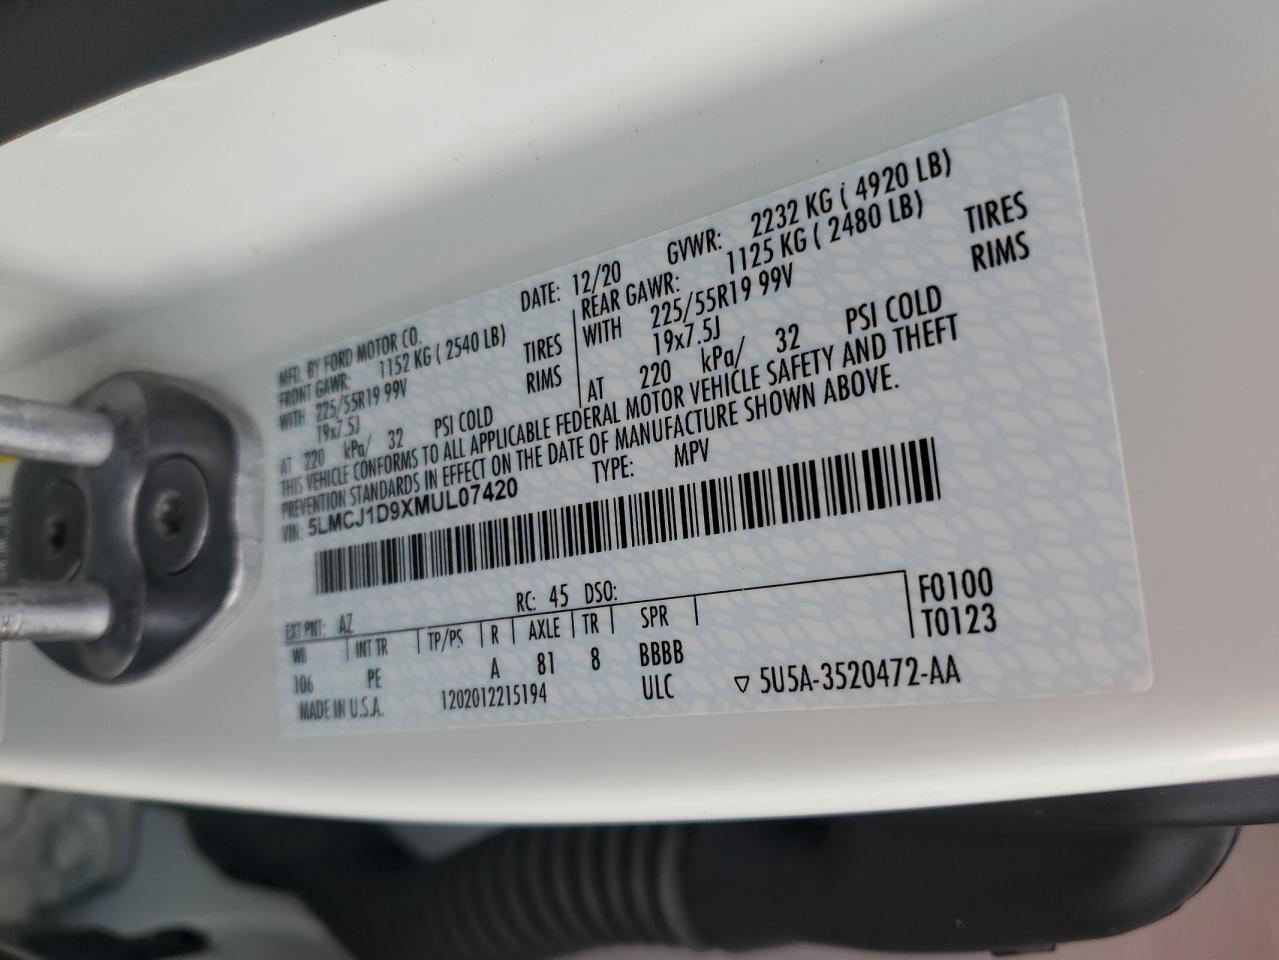 MFD. BY FORD MOTOR CO.
DATE: 12/20 GVWR: 2232 KG ( 4920 LB)
FRONT GAWR: 1152 KG ( 2540 LB)
WITH 225/55R19 99V TIRES
19x7.5J RIMS
AT 220 kPa/ 32 PSI COLD
REAR GAWR: 1125 KG ( 2480 LB)
WITH 225/55R19 99V TIRES
19x7.5J RIMS
AT 220 kPa/ 32 PSI COLD
THIS VEHICLE CONFORMS TO ALL APPLICABLE FEDERAL MOTOR VEHICLE SAFETY AND THEFT
PREVENTION STANDARDS IN EFFECT ON THE DATE OF MANUFACTURE SHOWN ABOVE.
VIN: 5LMCJ1D9XMUL07420 TYPE: MPV
EXT PNT: AZ RC: 45 DSO:
WB INT TR TP/PS R AXLE TR SPR F0100
106 PE A 81 8 BBBB T0123
MADE IN U.S.A. 1202012215194 ULC ▽ 5U5A-3520472-AA